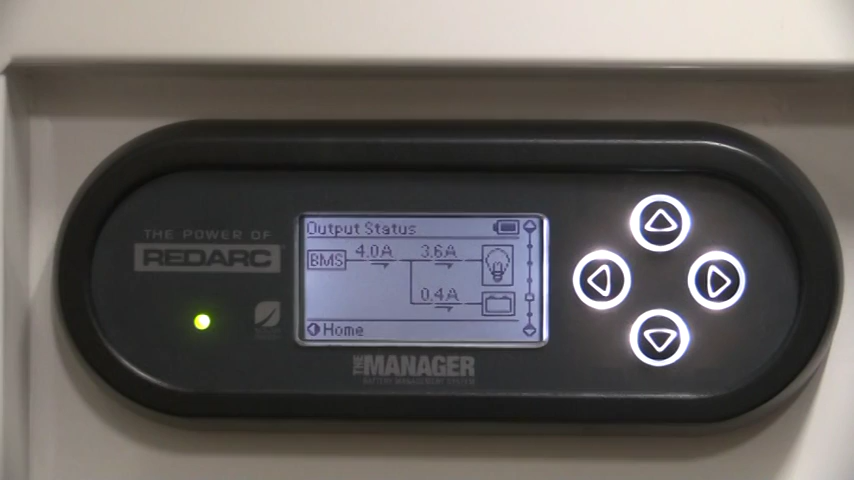 THE POWER OF
REDARC
Output Status
BMS 4.0A 3.6A
0.4A
Home
THE MANAGER
BATTERY MANAGEMENT SYSTEM